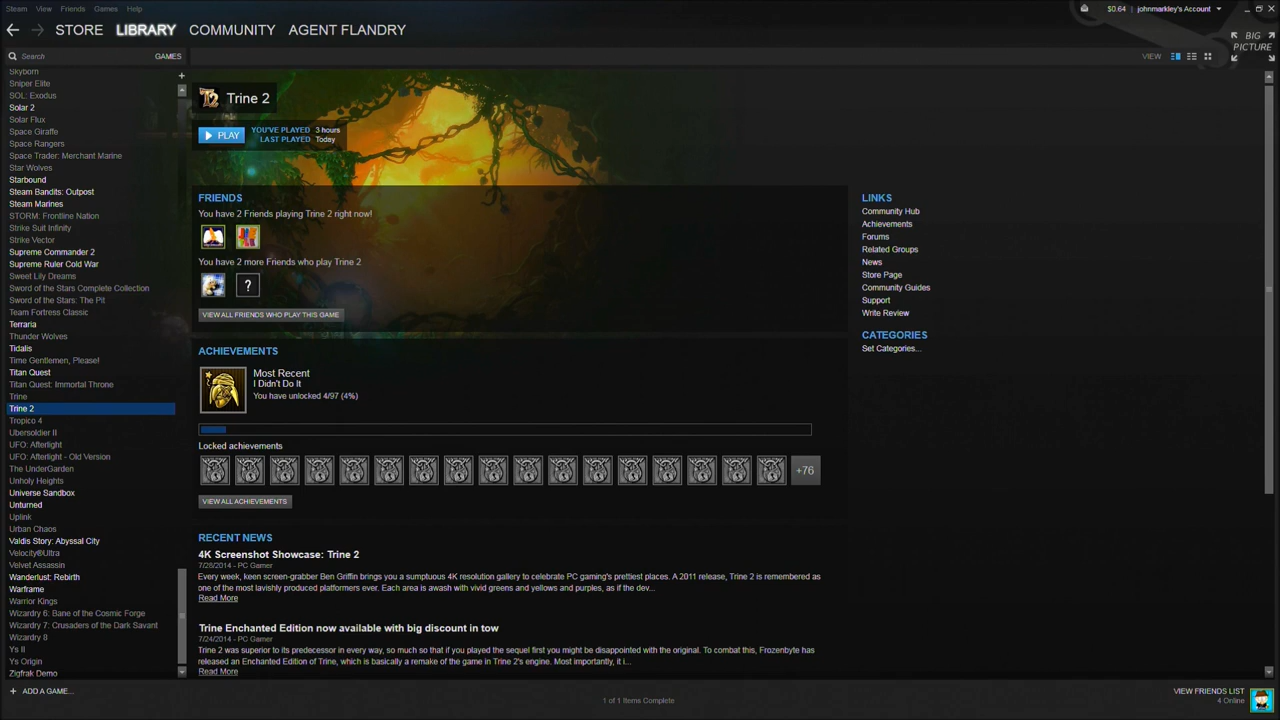 Steam View Friends Games Help
$0.64 | johnmarkley's Account
STORE LIBRARY COMMUNITY AGENT FLANDRY
BIG PICTURE
Search GAMES
VIEW
Skyborn
Sniper Elite
SOL: Exodus
Solar 2
Solar Flux
Space Giraffe
Space Rangers
Space Trader: Merchant Marine
Star Wolves
Starbound
Steam Bandits: Outpost
Steam Marines
STORM: Frontline Nation
Strike Suit Infinity
Strike Vector
Supreme Commander 2
Supreme Ruler Cold War
Sweet Lily Dreams
Sword of the Stars Complete Collection
Sword of the Stars: The Pit
Team Fortress Classic
Terraria
Thunder Wolves
Tidalis
Time Gentlemen, Please!
Titan Quest
Titan Quest: Immortal Throne
Trine
Trine 2
Tropico 4
Ubersoldier II
UFO: Afterlight
UFO: Afterlight - Old Version
The UnderGarden
Unholy Heights
Universe Sandbox
Unturned
Uplink
Urban Chaos
Valdis Story: Abyssal City
Velocity®Ultra
Velvet Assassin
Wanderlust: Rebirth
Warframe
Warrior Kings
Wizardry 6: Bane of the Cosmic Forge
Wizardry 7: Crusaders of the Dark Savant
Wizardry 8
Ys II
Ys Origin
Zigfrak Demo
+ ADD A GAME...
T2 Trine 2
PLAY
YOU'VE PLAYED 3 hours
LAST PLAYED Today
FRIENDS
You have 2 Friends playing Trine 2 right now!
You have 2 more Friends who play Trine 2
?
VIEW ALL FRIENDS WHO PLAY THIS GAME
ACHIEVEMENTS
Most Recent
I Didn't Do It
You have unlocked 4/97 (4%)
Locked achievements
+76
VIEW ALL ACHIEVEMENTS
RECENT NEWS
4K Screenshot Showcase: Trine 2
7/28/2014 - PC Gamer
Every week, keen screen-grabber Ben Griffin brings you a sumptuous 4K resolution gallery to celebrate PC gaming's prettiest places. A 2011 release, Trine 2 is remembered as
one of the most lavishly produced platformers ever. Each area is awash with vivid greens and yellows and purples, as if the dev...
Read More
Trine Enchanted Edition now available with big discount in tow
7/24/2014 - PC Gamer
Trine 2 was superior to its predecessor in every way, so much so that if you played the sequel first you might be disappointed with the original. To combat this, Frozenbyte has
released an Enchanted Edition of Trine, which is basically a remake of the game in Trine 2's engine. Most importantly, it i...
Read More
LINKS
Community Hub
Achievements
Forums
Related Groups
News
Store Page
Community Guides
Support
Write Review
CATEGORIES
Set Categories...
1 of 1 Items Complete
VIEW FRIENDS LIST
4 Online